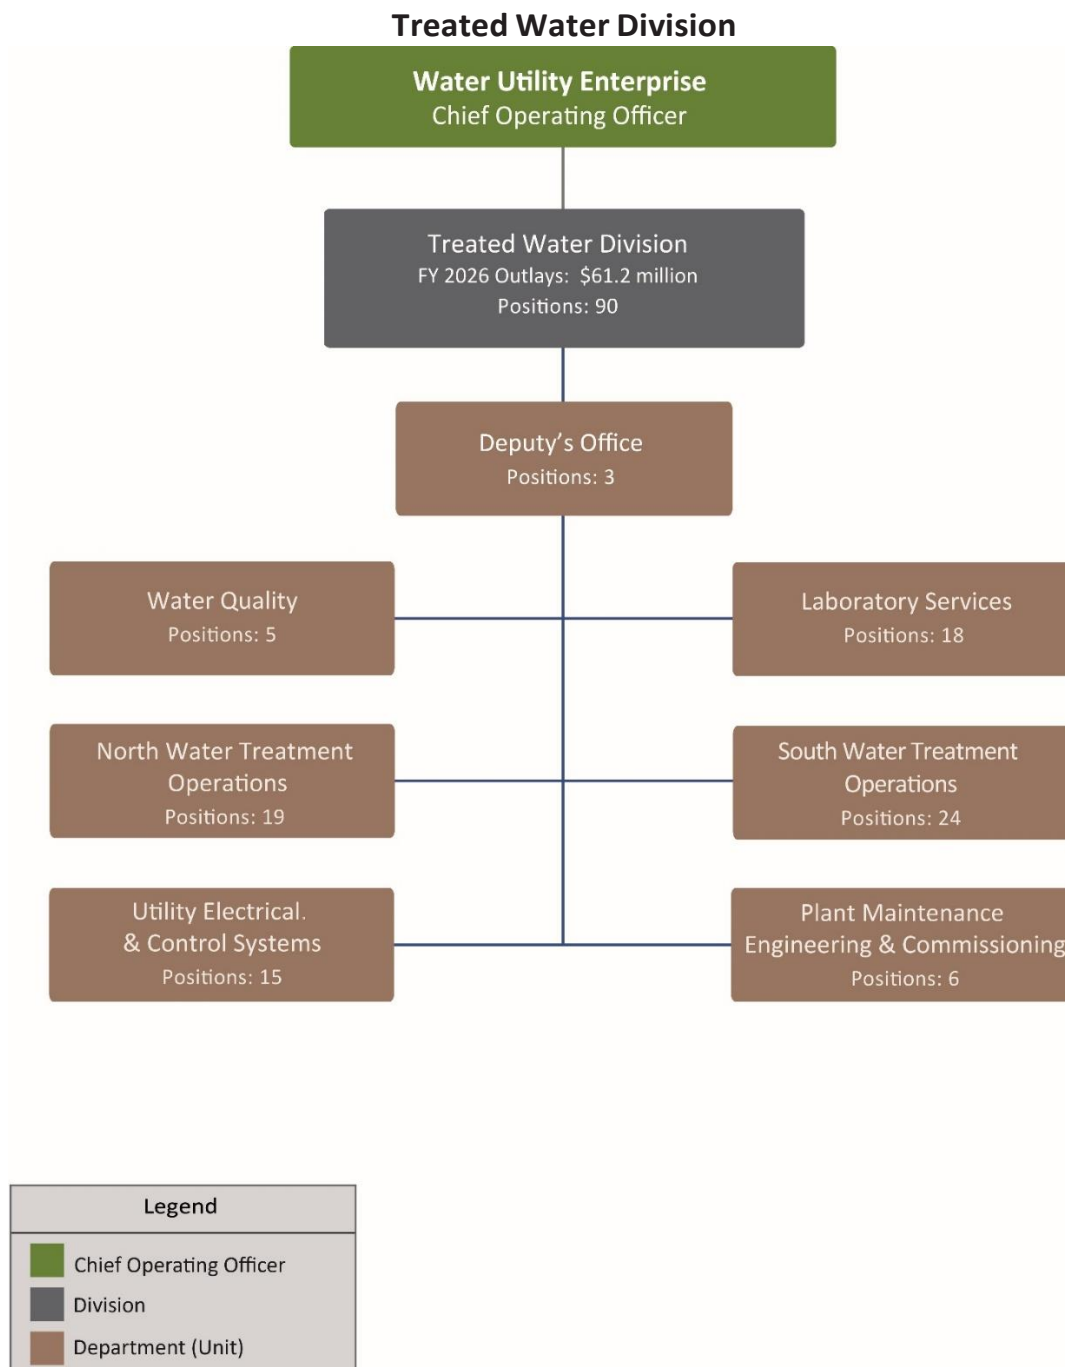 Treated Water Division
Water Utility Enterprise
Chief Operating Officer
Treated Water Division
FY 2026 Outlays:  $61.2 million
Positions: 90
Deputy’s Office
Positions: 3
Water Quality
Positions: 5
Laboratory Services
Positions: 18
North Water Treatment
Operations
Positions: 19
South Water Treatment
Operations
Positions: 24
Utility Electrical.
& Control Systems
Positions: 15
Plant Maintenance
Engineering & Commissioning
Positions: 6
Legend
Chief Operating Officer
Division
Department (Unit)